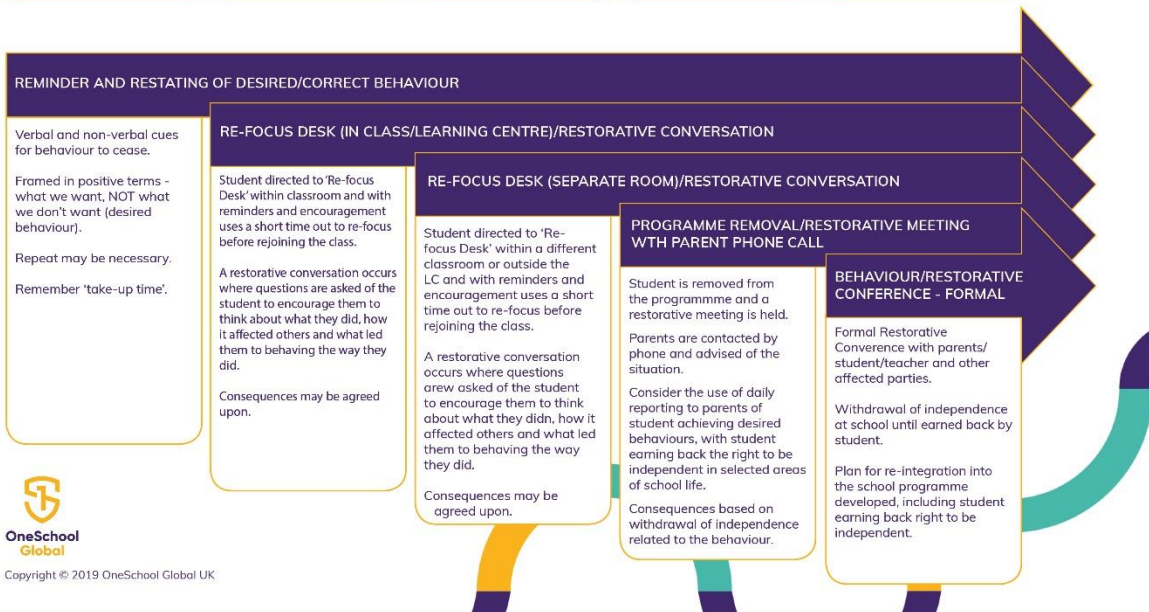 REMINDER AND RESTATING OF DESIRED/CORRECT BEHAVIOUR
Verbal and non-verbal cues
for behaviour to cease.
Framed in positive terms -
what we want, NOT what
we don't want (desired
behaviour).
Repeat may be necessary.
Remember 'take-up time'.
RE-FOCUS DESK (IN CLASS/LEARNING CENTRE)/RESTORATIVE CONVERSATION
Student directed to 'Re-focus
Desk' within classroom and with
reminders and encouragement
uses a short time out to re-focus
before rejoining the class.
A restorative conversation occurs
where questions are asked of the
student to encourage them to
think about what they did, how
it affected others and what led
them to behaving the way they
did.
Consequences may be agreed
upon.
RE-FOCUS DESK (SEPARATE ROOM)/RESTORATIVE CONVERSATION
Student directed to 'Re-
focus Desk' within a different
classroom or outside the
LC and with reminders and
encouragement uses a short
time out to re-focus before
rejoining the class.
A restorative conversation
occurs where questions
arew asked of the student
to encourage them to think
about what they didn, how it
affected others and what led
them to behaving the way
they did.
Consequences may be
agreed upon.
PROGRAMME REMOVAL/RESTORATIVE MEETING
WTH PARENT PHONE CALL
Student is removed from
the programmme and a
restorative meeting is held.
Parents are contacted by
phone and advised of the
situation.
Consider the use of daily
reporting to parents of
student achieving desired
behaviours, with student
earning back the right to be
independent in selected areas
of school life.
Consequences based on
withdrawal of independence
related to the behaviour.
BEHAVIOUR/RESTORATIVE
CONFERENCE - FORMAL
Formal Restorative
Converence with parents/
student/teacher and other
affected parties.
Withdrawal of independence
at school until earned back by
student.
Plan for re-integration into
the school programme
developed, including student
earning back right to be
independent.
OneSchool
Global
Copyright © 2019 OneSchool Global UK